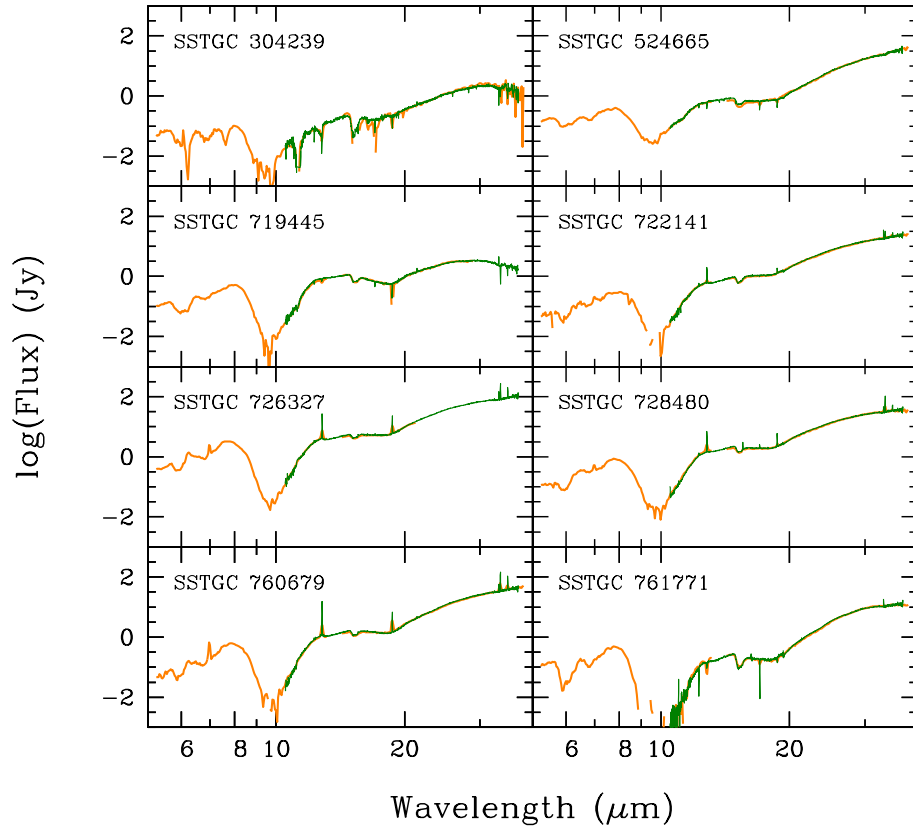 log(Flux) (Jy)
2
0
-2
SSTGC 304239
SSTGC 524665
2
0
-2
SSTGC 719445
SSTGC 722141
2
0
-2
SSTGC 726327
SSTGC 728480
2
0
-2
SSTGC 760679
SSTGC 761771
6 8 10 20 6 8 10 20
Wavelength (μm)